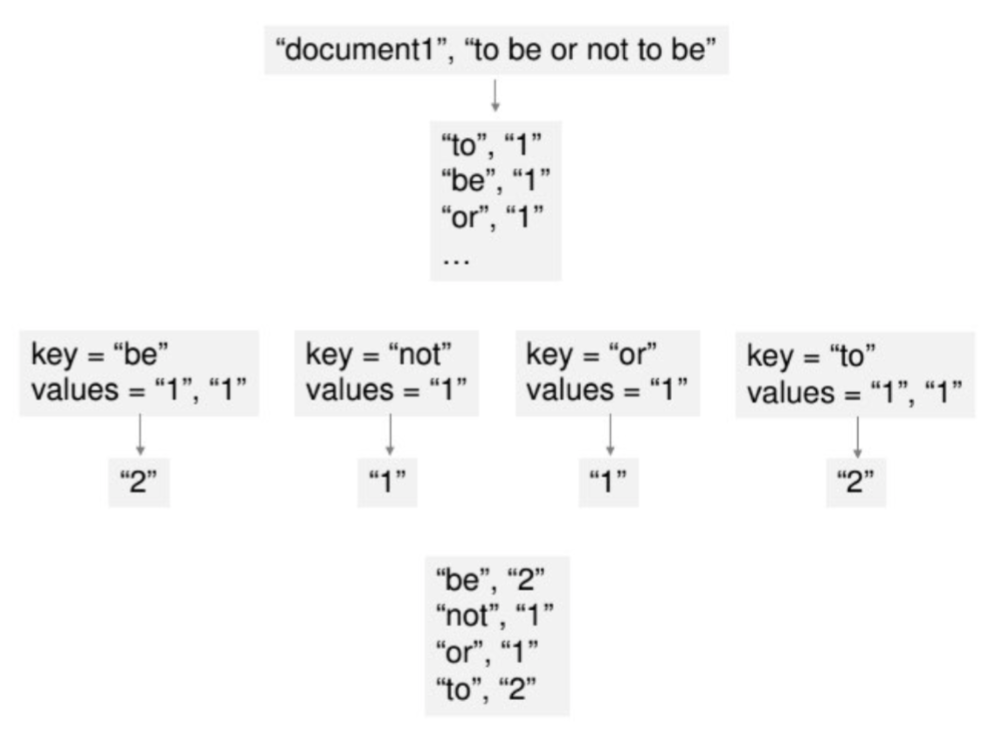 “document1”, “to be or not to be”
“to”, “1”
“be”, “1”
“or”, “1”
...
key = “be”
values = “1”, “1”
key = “not”
values = “1”
key = “or”
values = “1”
key = “to”
values = “1”, “1”
“2”
“1”
“1”
“2”
“be”, “2”
“not”, “1”
“or”, “1”
“to”, “2”